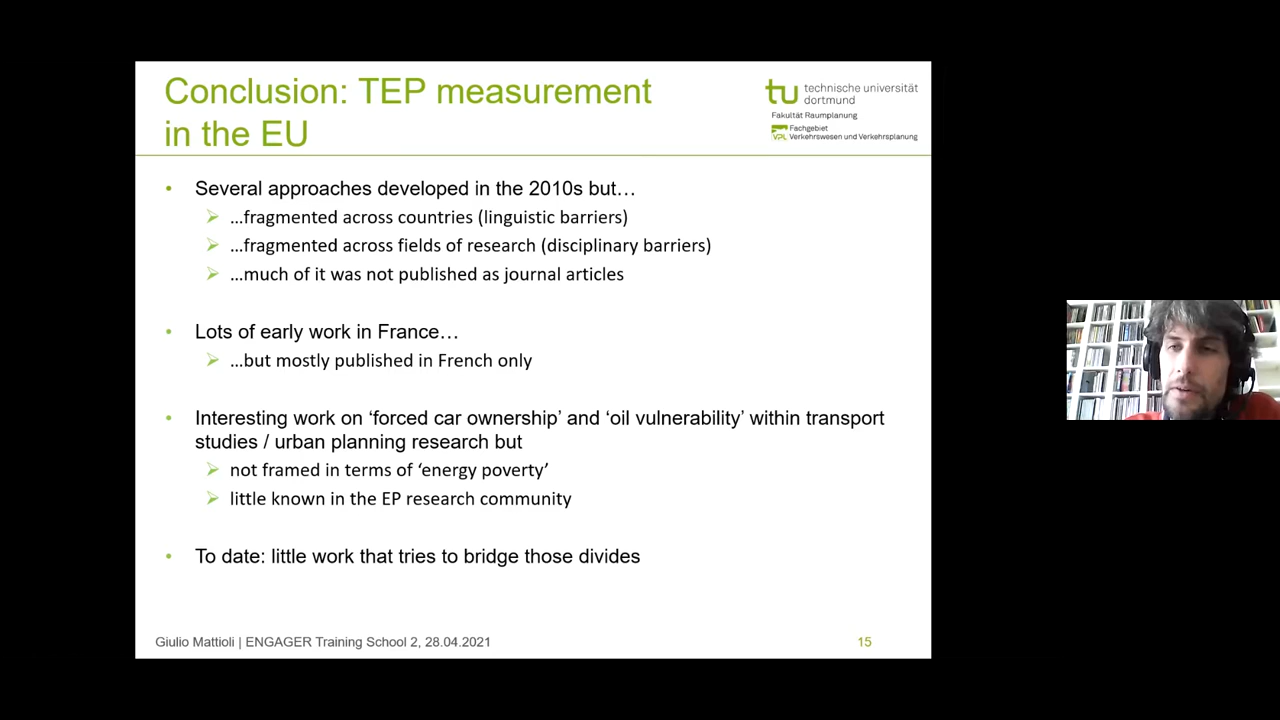 Conclusion: TEP measurement
in the EU
tu technische universität
dortmund
Fakultät Raumplanung
Fachgebiet
VPL Verkehrswesen und Verkehrsplanung
• Several approaches developed in the 2010s but…
…fragmented across countries (linguistic barriers)
…fragmented across fields of research (disciplinary barriers)
…much of it was not published as journal articles
• Lots of early work in France…
…but mostly published in French only
• Interesting work on ‘forced car ownership’ and ‘oil vulnerability’ within transport
studies / urban planning research but
not framed in terms of ‘energy poverty’
little known in the EP research community
• To date: little work that tries to bridge those divides
Giulio Mattioli | ENGAGER Training School 2, 28.04.2021
15